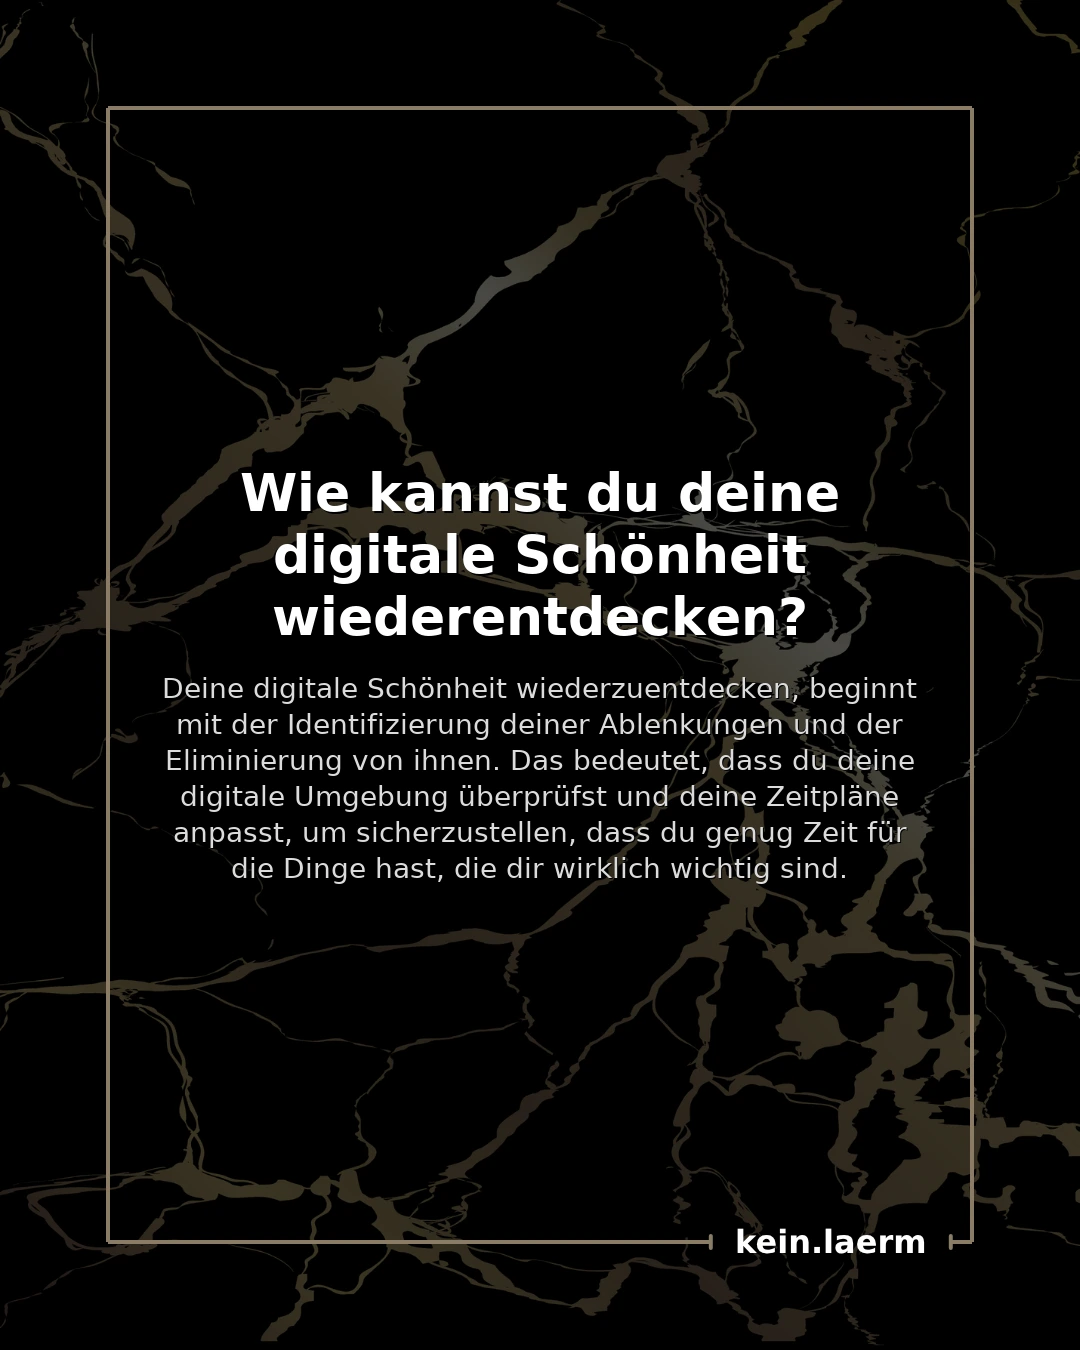 Wie kannst du deine
digitale Schönheit
wiederentdecken?
Deine digitale Schönheit wiederzuentdecken, beginnt
mit der Identifizierung deiner Ablenkungen und der
Eliminierung von ihnen. Das bedeutet, dass du deine
digitale Umgebung überprüfst und deine Zeitpläne
anpasst, um sicherzustellen, dass du genug Zeit für
die Dinge hast, die dir wirklich wichtig sind.
kein.laerm